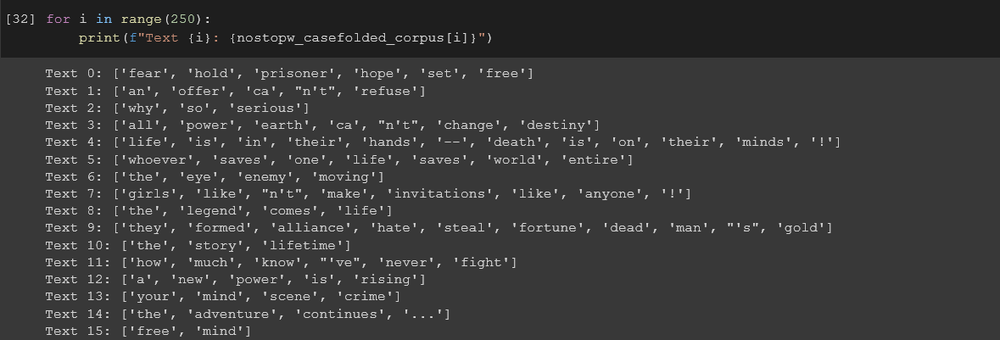 [32] for i in range(250):
print(f"Text {i}: {nostopw_casefolded_corpus[i]}")
Text 0: ['fear', 'hold', 'prisoner', 'hope', 'set', 'free']
Text 1: ['an', 'offer', 'ca', "n't", 'refuse']
Text 2: ['why', 'so', 'serious']
Text 3: ['all', 'power', 'earth', 'ca', "n't", 'change', 'destiny']
Text 4: ['life', 'is', 'in', 'their', 'hands', '--', 'death', 'is', 'on', 'their', 'minds', '!']
Text 5: ['whoever', 'saves', 'one', 'life', 'saves', 'world', 'entire']
Text 6: ['the', 'eye', 'enemy', 'moving']
Text 7: ['girls', 'like', "n't", 'make', 'invitations', 'like', 'anyone', '!']
Text 8: ['the', 'legend', 'comes', 'life']
Text 9: ['they', 'formed', 'alliance', 'hate', 'steal', 'fortune', 'dead', 'man', "'s", 'gold']
Text 10: ['the', 'story', 'lifetime']
Text 11: ['how', 'much', 'know', "'ve", 'never', 'fight']
Text 12: ['a', 'new', 'power', 'is', 'rising']
Text 13: ['your', 'mind', 'scene', 'crime']
Text 14: ['the', 'adventure', 'continues', '...']
Text 15: ['free', 'mind']